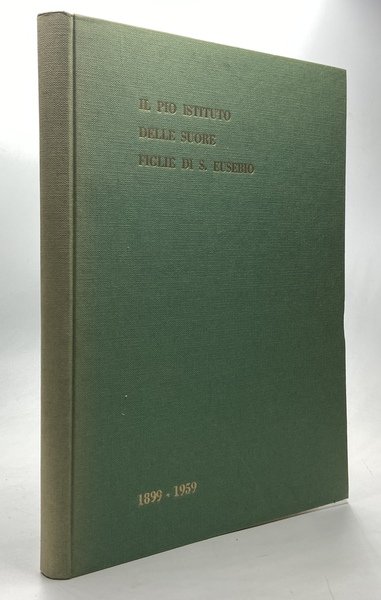 IL PIO ISTITUTO
DELLE SUORE
FIGLIE DI S. EUSEBIO
1899 - 1959